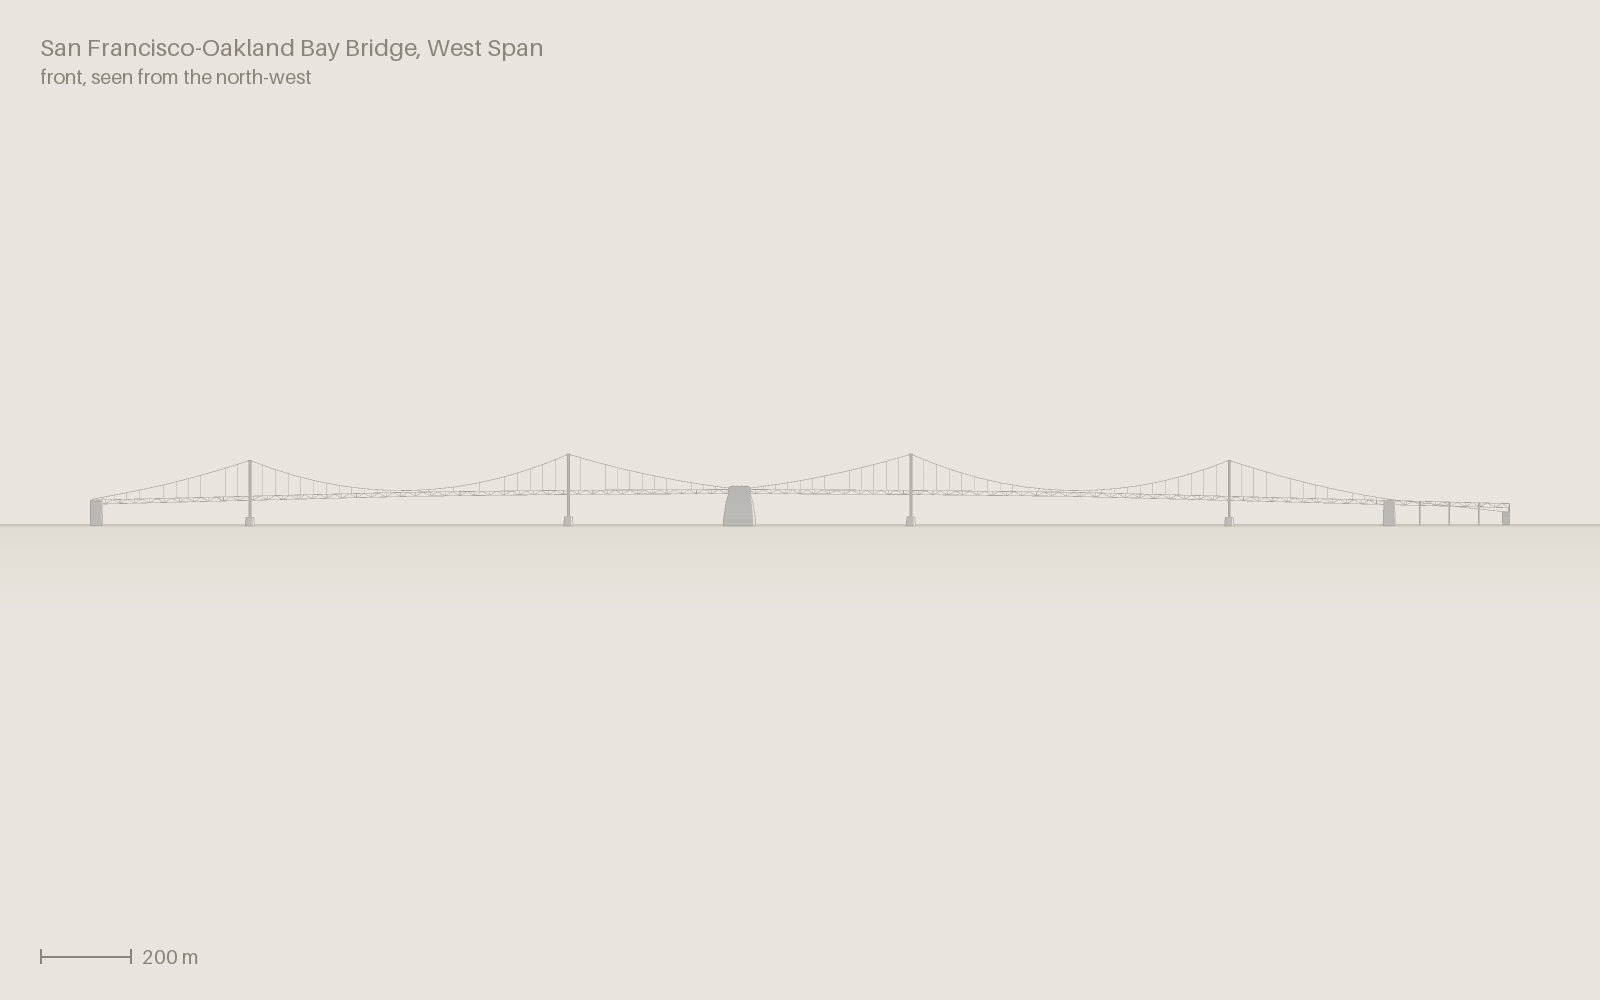 San Francisco-Oakland Bay Bridge, West Span
front, seen from the north-west
200 m